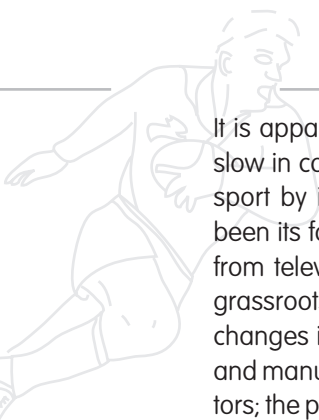 It is appa
slow in co
sport by i
been its fo
from telev
grassroot
changes i
and manu
tors; the p